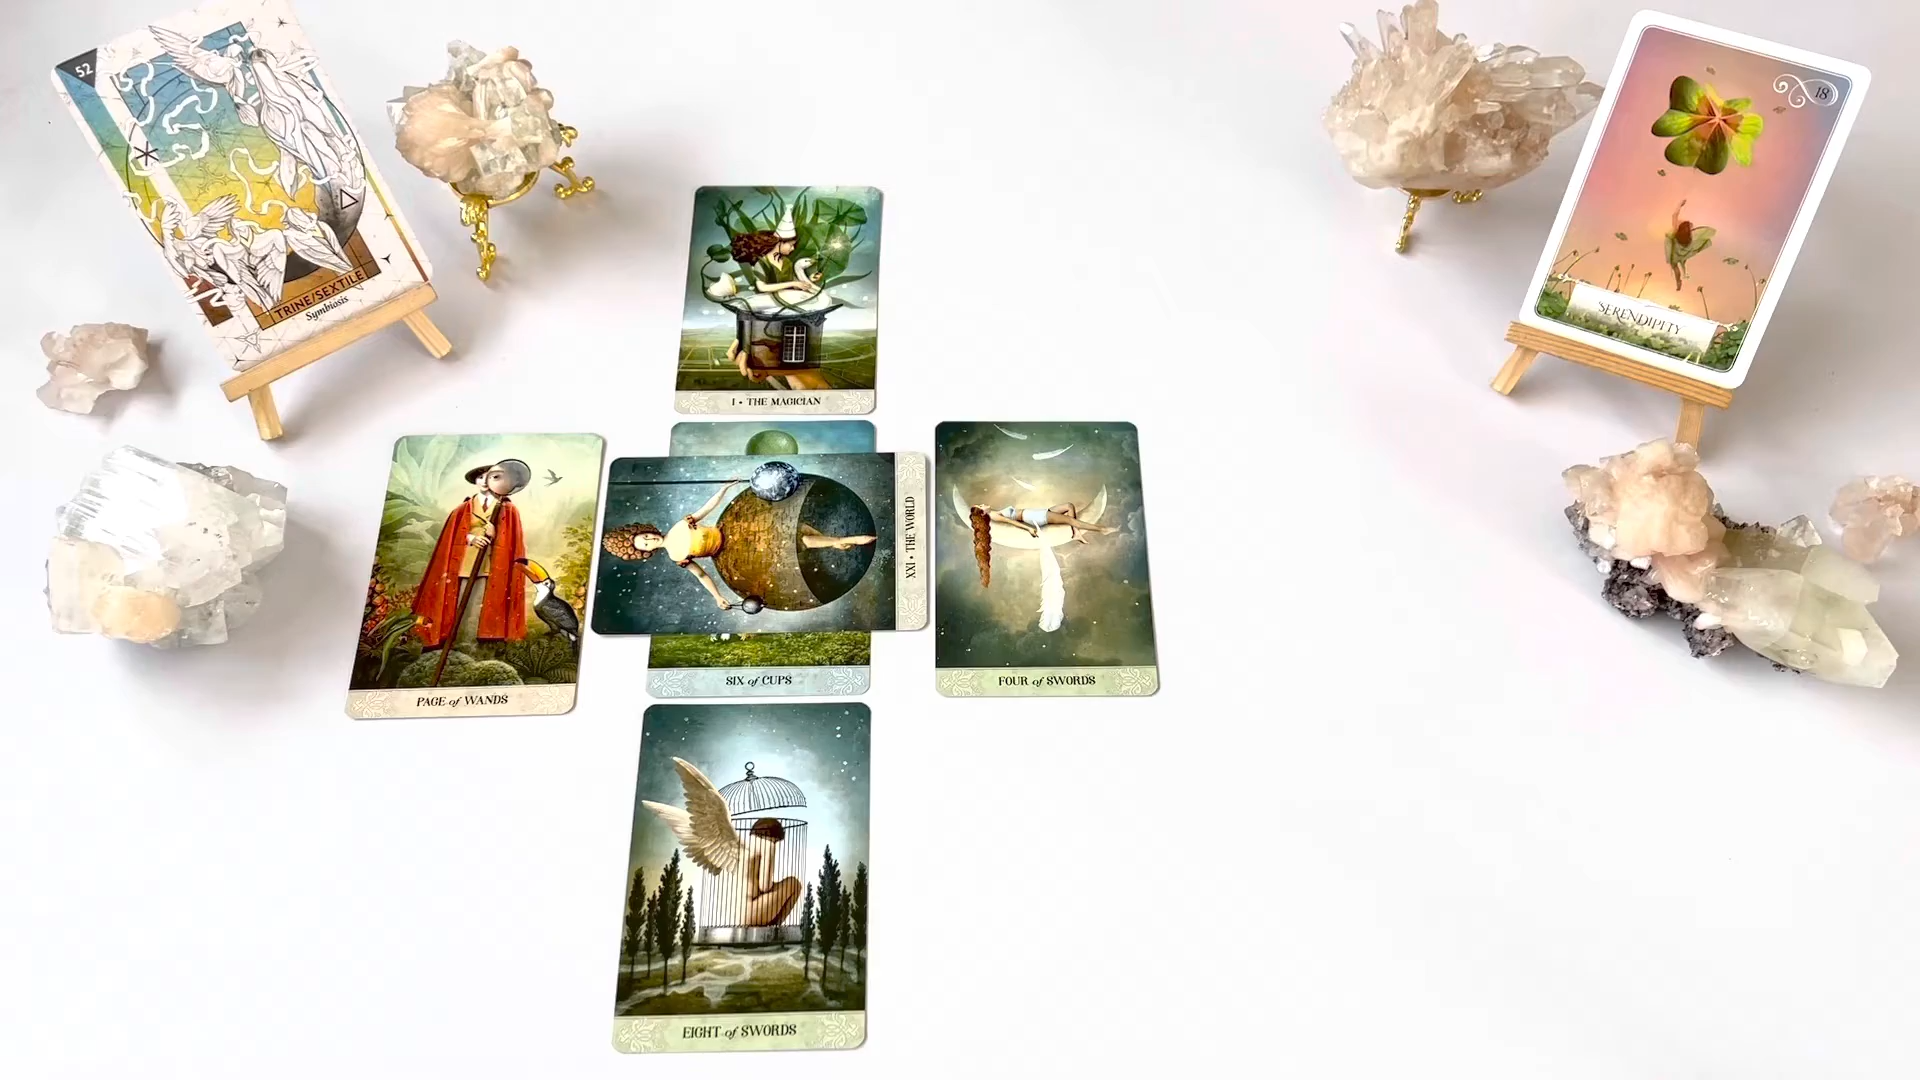 52
TRINE/SEXTILE
Symbiosis
18
SERENDIPITY
I • THE MAGICIAN
XXI • THE WORLD
PAGE of WANDS
SIX of CUPS
FOUR of SWORDS
EIGHT of SWORDS